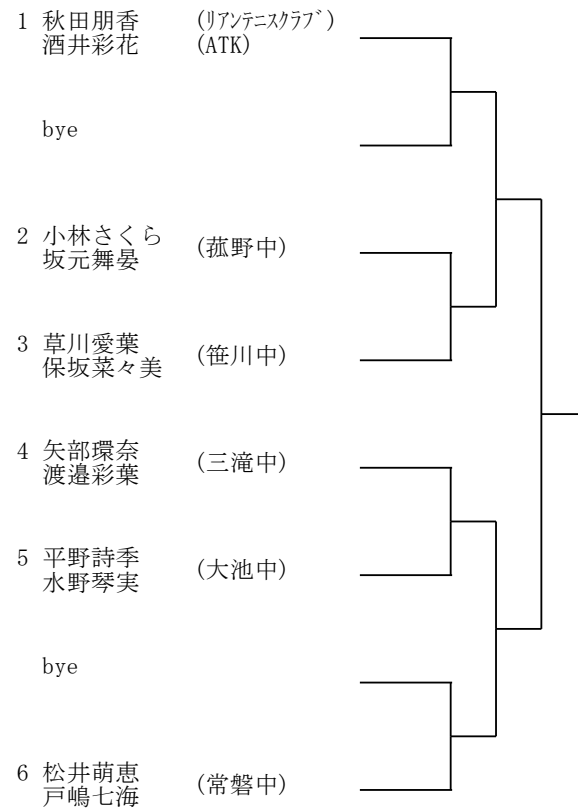 1 秋田朋香 (リアンテニスクラブ)
酒井彩花 (ATK)
bye
2 小林さくら
坂元舞晏 (菰野中)
3 草川愛葉
保坂菜々美 (笹川中)
4 矢部環奈
渡邉彩葉 (三滝中)
5 平野詩季
水野琴実 (大池中)
bye
6 松井萌恵
戸嶋七海 (常磐中)